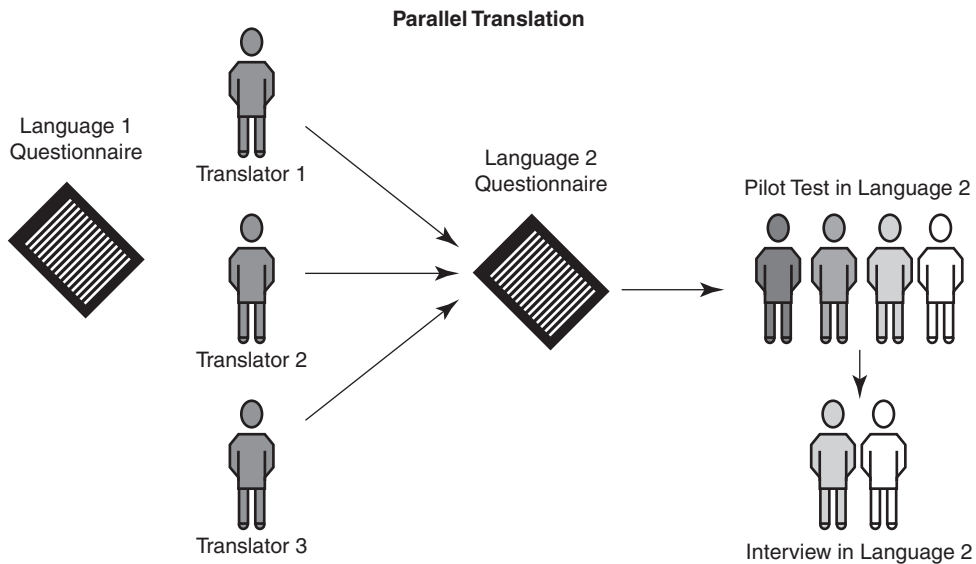 Parallel Translation
Language 1
Questionnaire
Translator 1
Translator 2
Translator 3
Language 2
Questionnaire
Pilot Test in Language 2
Interview in Language 2